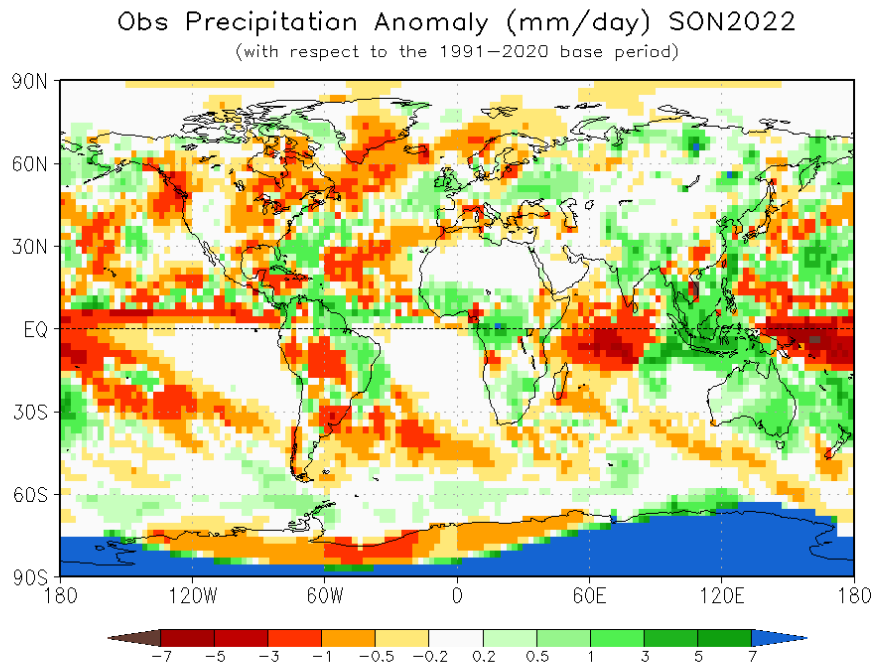 Obs Precipitation Anomaly (mm/day) SON2022
(with respect to the 1991–2020 base period)
90N
60N
30N
EQ
30S
60S
90S
180 120W 60W 0 60E 120E 180
−7 −5 −3 −1 −0.5 −0.2 0.2 0.5 1 3 5 7